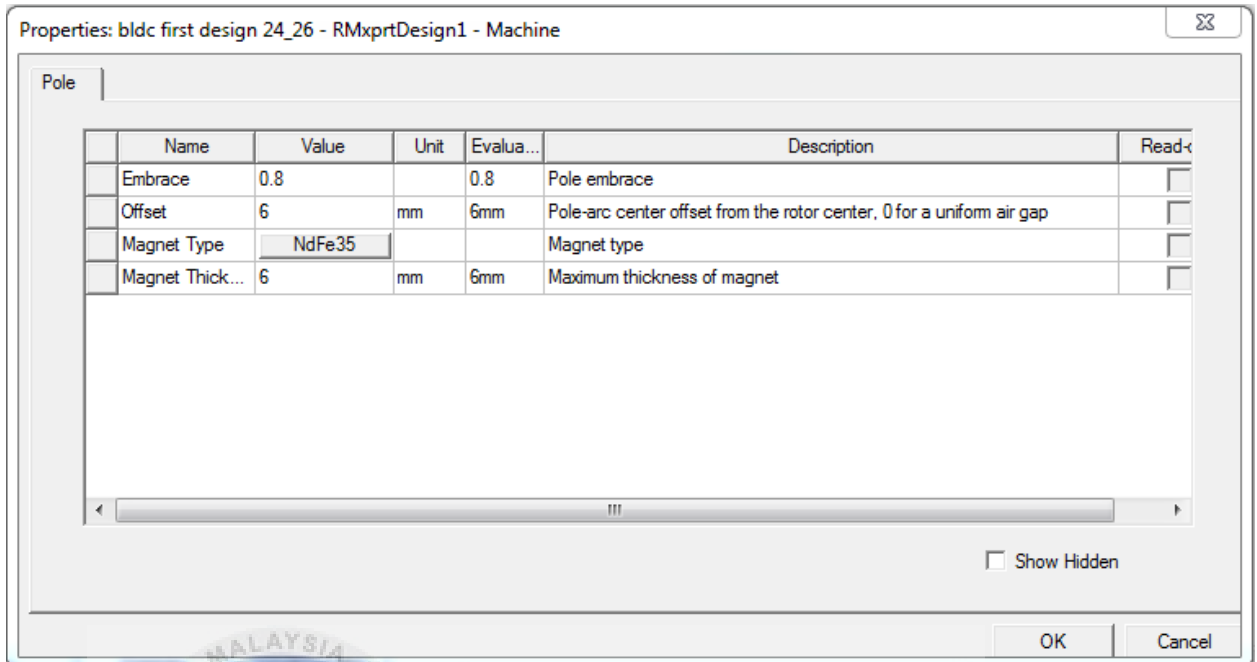 Properties: bldc first design 24_26 - RMxprtDesign1 - Machine
Pole
Name Value Unit Evalua... Description Read-o
Embrace 0.8 0.8 Pole embrace
Offset 6 mm 6mm Pole-arc center offset from the rotor center, 0 for a uniform air gap
Magnet Type NdFe35 Magnet type
Magnet Thick... 6 mm 6mm Maximum thickness of magnet
Show Hidden
OK Cancel
MALAYSIA